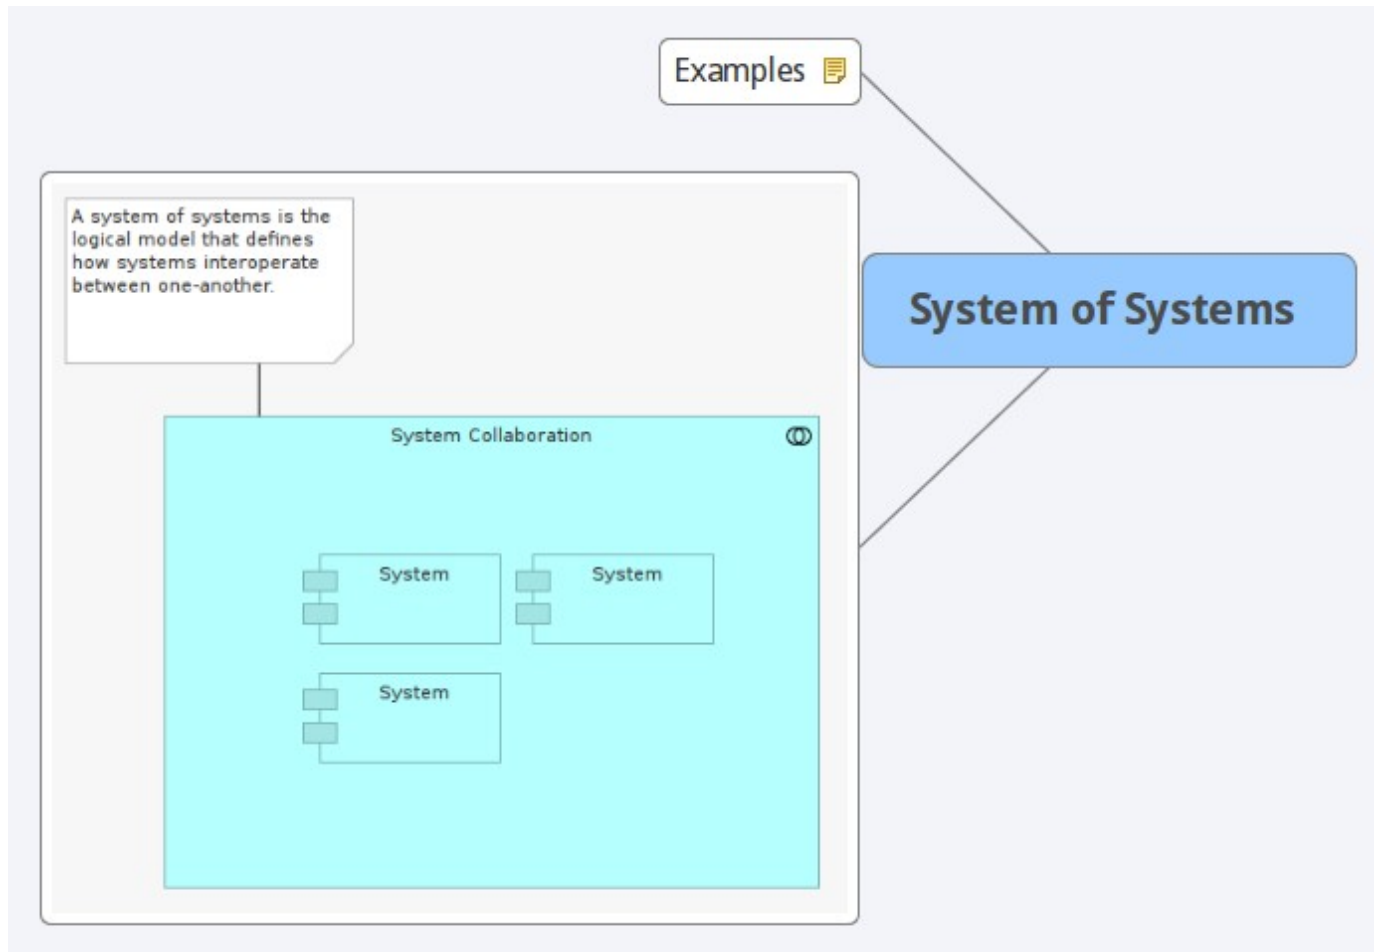 Examples
A system of systems is the
logical model that defines
how systems interoperate
between one-another.
System of Systems
System Collaboration
System
System
System